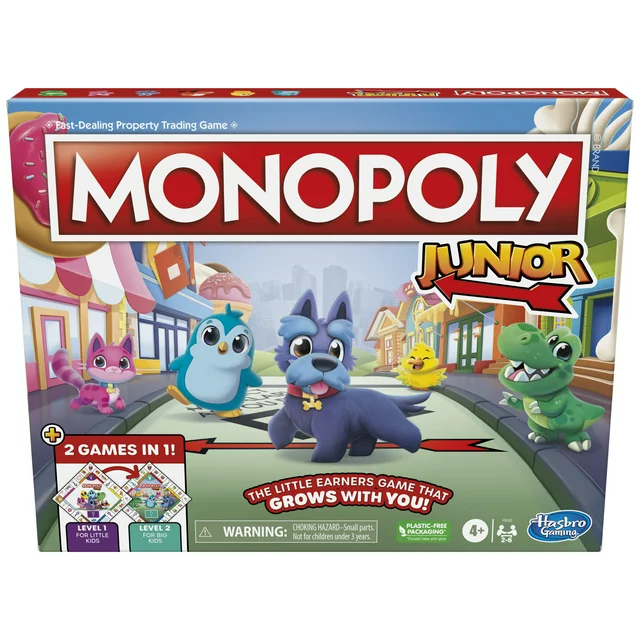 MONOPOLY
Fast-Dealing Property Trading Game
MONOPOLY
BRAND
JUNIOR
+
2 GAMES IN 1!
LEVEL 1
FOR LITTLE
KIDS
LEVEL 2
FOR BIG
KIDS
THE LITTLE EARNERS GAME THAT
GROWS WITH YOU!
WARNING:
CHOKING HAZARD—Small parts.
Not for children under 3 years.
PLASTIC-FREE
PACKAGING*
4+
2-6
Hasbro
Gaming